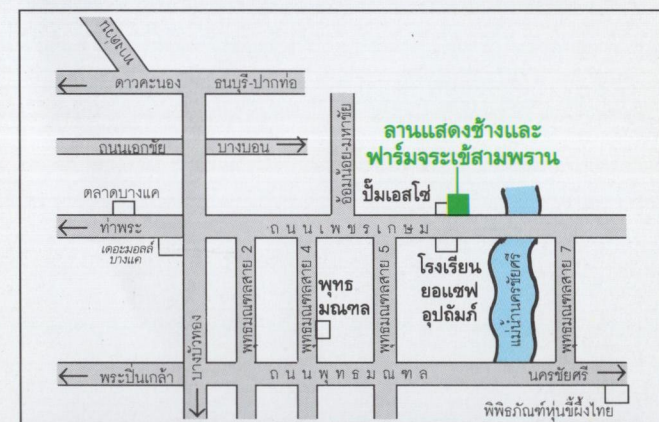 ทางด่วน
ดาวคะนอง
ธนบุรี-ปากท่อ
ถนนเอกชัย
บางบอน
อ้อมน้อย-มหาชัย
ลานแสดงช้างและ
ฟาร์มจระเข้สามพราน
ตลาดบางแค
ปั๊มเอสโซ่
ท่าพระ
ถนนเพชรเกษม
เดอะมอลล์
บางแค
พุทธมณฑลสาย 2
พุทธมณฑลสาย 4
พุทธ
มณฑล
พุทธมณฑลสาย 5
โรงเรียน
ยอแซฟ
อุปถัมภ์
แม่น้ำนครชัยศรี
พุทธมณฑลสาย 7
บางบัวทอง
พระปิ่นเกล้า
ถนนพุทธมณฑล
นครชัยศรี
พิพิธภัณฑ์หุ่นขี้ผึ้งไทย